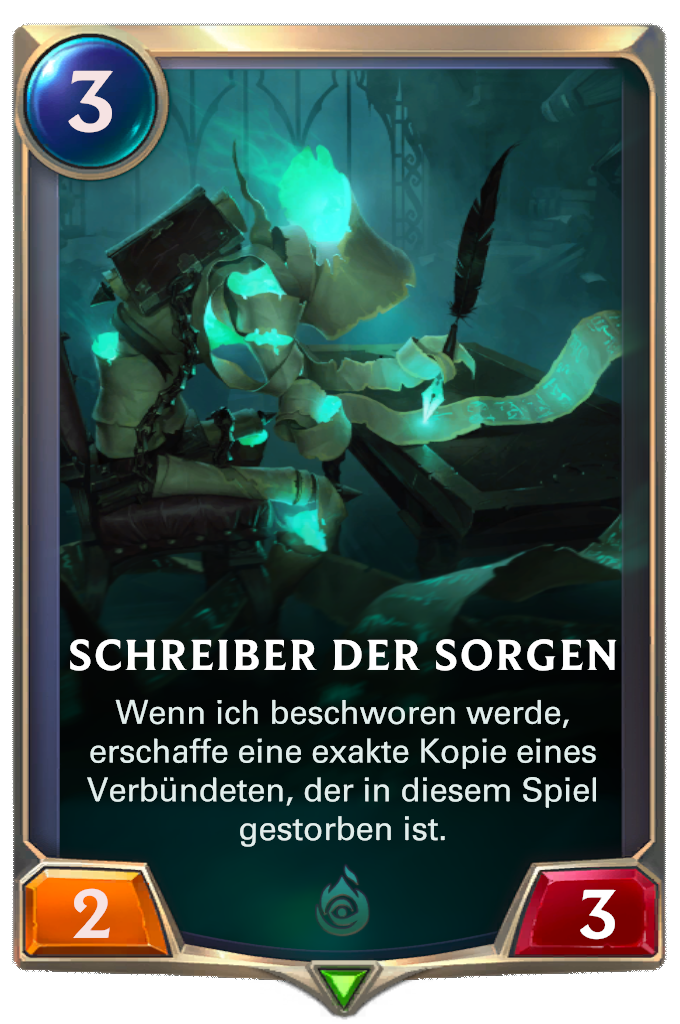 3
SCHREIBER DER SORGEN
Wenn ich beschworen werde,
erschaffe eine exakte Kopie eines
Verbündeten, der in diesem Spiel
gestorben ist.
2
3